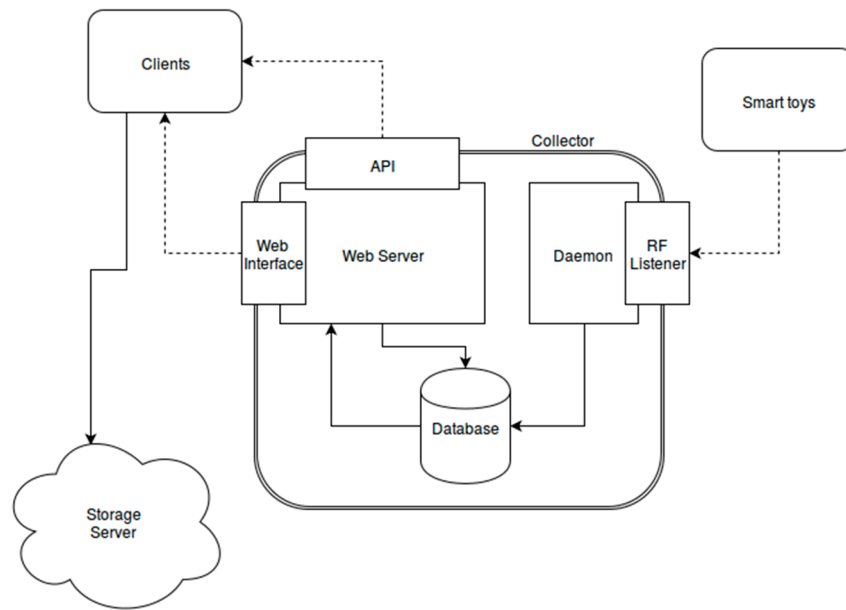 Clients
Smart toys
Collector
API
Web
Interface
Web Server
Daemon
RF
Listener
Database
Storage
Server